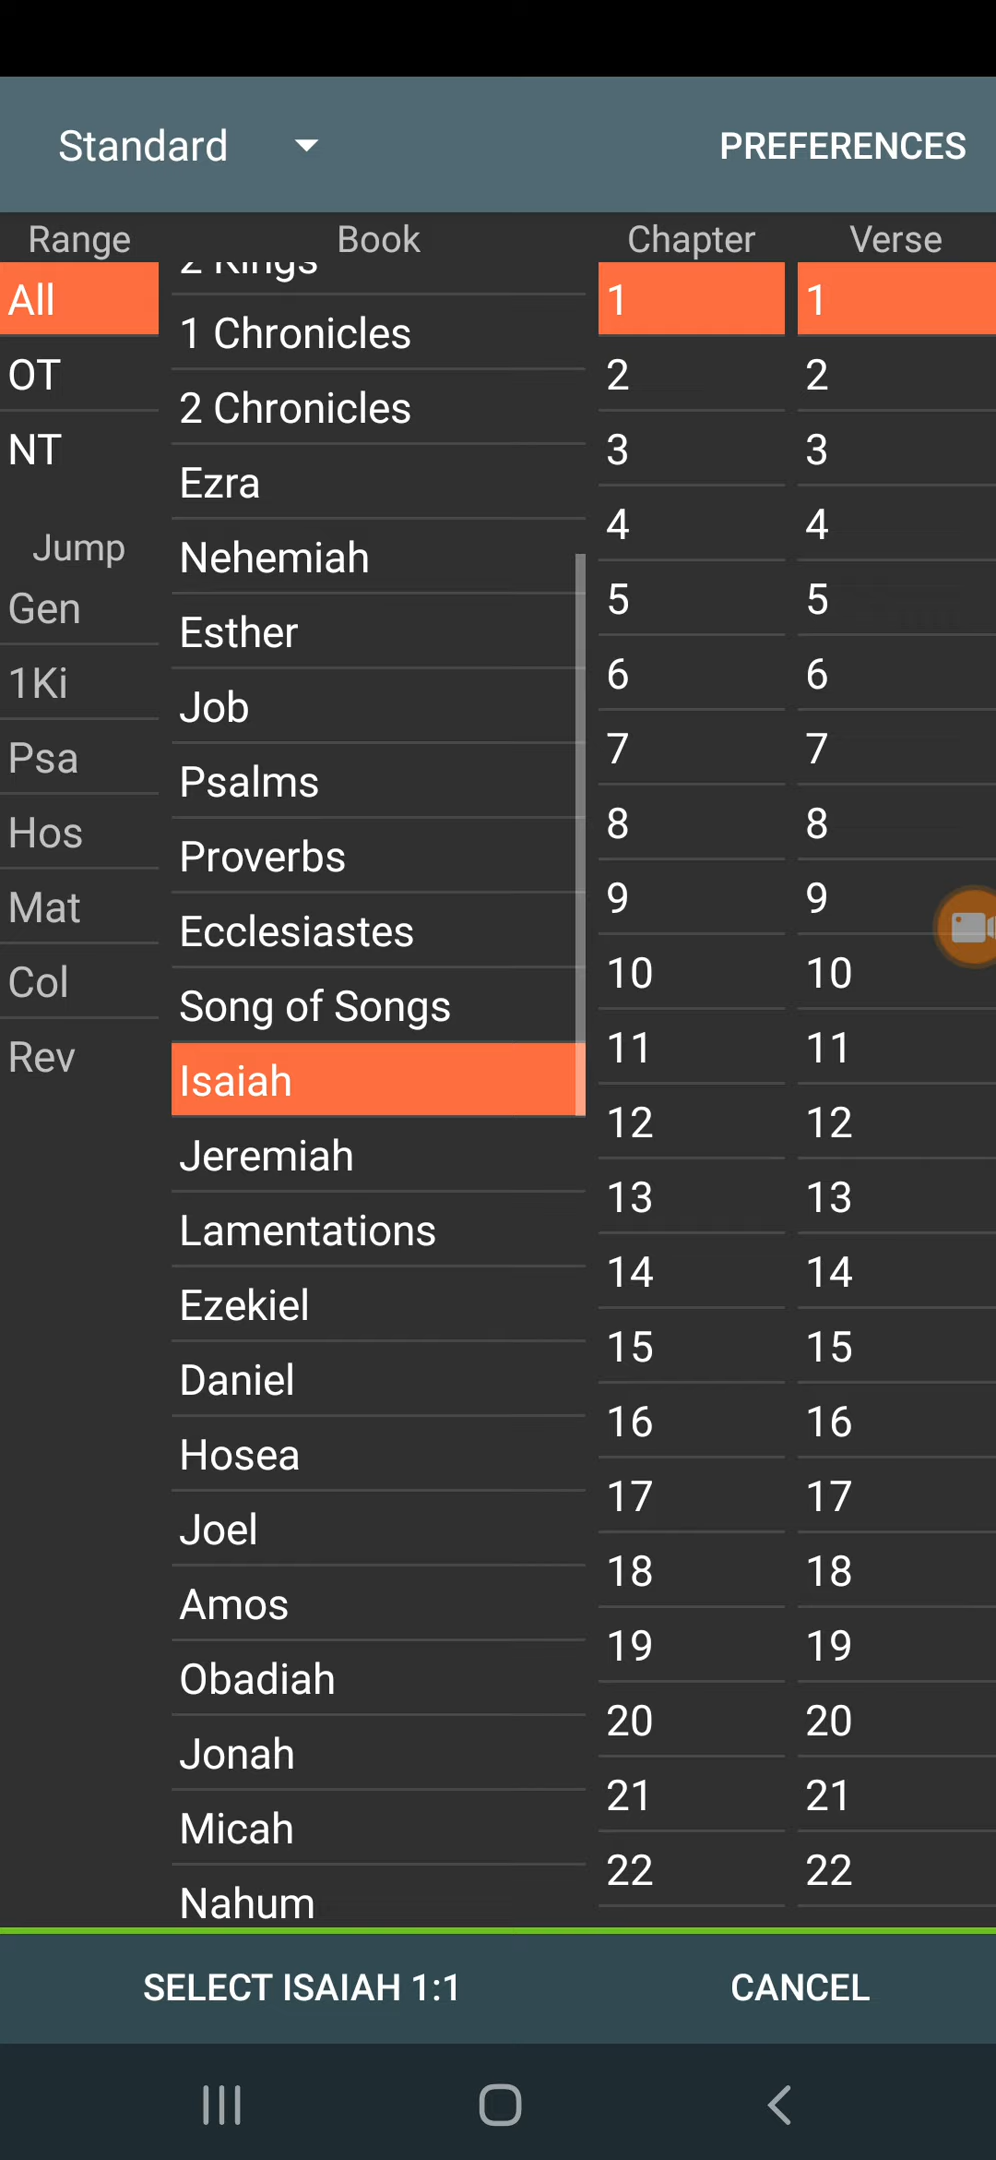 Standard
PREFERENCES
Range
Book
Chapter
Verse
All
OT
NT
Jump
Gen
1Ki
Psa
Hos
Mat
Col
Rev
2 Kings
1 Chronicles
2 Chronicles
Ezra
Nehemiah
Esther
Job
Psalms
Proverbs
Ecclesiastes
Song of Songs
Isaiah
Jeremiah
Lamentations
Ezekiel
Daniel
Hosea
Joel
Amos
Obadiah
Jonah
Micah
Nahum
1
2
3
4
5
6
7
8
9
10
11
12
13
14
15
16
17
18
19
20
21
22
1
2
3
4
5
6
7
8
9
10
11
12
13
14
15
16
17
18
19
20
21
22
SELECT ISAIAH 1:1
CANCEL